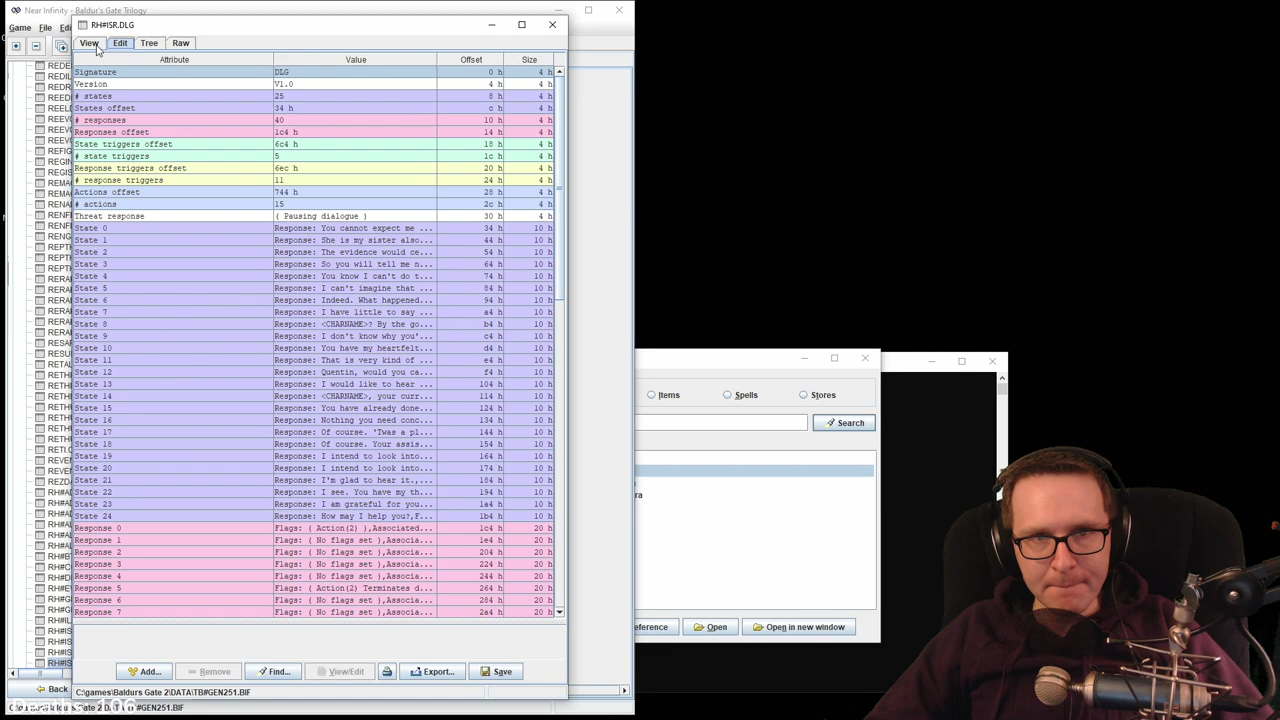 Near Infinity - Baldur's Gate Trilogy
RH#ISR.DLG
Game File
View Edit Tree Raw
Attribute Value Offset Size
Signature DLG 0 h 4 h
Version V1.0 4 h 4 h
# states 25 8 h 4 h
States offset 34 h c h 4 h
# responses 40 10 h 4 h
Responses offset 1c4 h 14 h 4 h
State triggers offset 6c4 h 18 h 4 h
# state triggers 5 1c h 4 h
Response triggers offset 6ec h 20 h 4 h
# response triggers 11 24 h 4 h
Actions offset 744 h 28 h 4 h
# actions 15 2c h 4 h
Threat response ( Pausing dialogue ) 30 h 4 h
State 0 Response: You cannot expect me ... 34 h 10 h
State 1 Response: She is my sister also... 44 h 10 h
State 2 Response: The evidence would ce... 54 h 10 h
State 3 Response: So you will tell me n... 64 h 10 h
State 4 Response: You know I can't do t... 74 h 10 h
State 5 Response: I can't imagine that ... 84 h 10 h
State 6 Response: Indeed. What happened... 94 h 10 h
State 7 Response: I have little to say ... a4 h 10 h
State 8 Response: <CHARNAME>? By the go... b4 h 10 h
State 9 Response: I don't know why you'... c4 h 10 h
State 10 Response: You have my heartfelt... d4 h 10 h
State 11 Response: That is very kind of ... e4 h 10 h
State 12 Response: Quentin, would you ca... f4 h 10 h
State 13 Response: I would like to hear ... 104 h 10 h
State 14 Response: <CHARNAME>, your curr... 114 h 10 h
State 15 Response: You have already done... 124 h 10 h
State 16 Response: Nothing you need conc... 134 h 10 h
State 17 Response: Of course. 'Twas a pl... 144 h 10 h
State 18 Response: Of course. Your assis... 154 h 10 h
State 19 Response: I intend to look into... 164 h 10 h
State 20 Response: I intend to look into... 174 h 10 h
State 21 Response: I'm glad to hear it.,... 184 h 10 h
State 22 Response: I see. You have my th... 194 h 10 h
State 23 Response: I am grateful for you... 1a4 h 10 h
State 24 Response: How may I help you?,F... 1b4 h 10 h
Response 0 Flags: ( Action(2) ),Associated... 1c4 h 20 h
Response 1 Flags: ( No flags set ),Associa... 1e4 h 20 h
Response 2 Flags: ( No flags set ),Associa... 204 h 20 h
Response 3 Flags: ( No flags set ),Associa... 224 h 20 h
Response 4 Flags: ( No flags set ),Associa... 244 h 20 h
Response 5 Flags: ( Action(2) Terminates d... 264 h 20 h
Response 6 Flags: ( No flags set ),Associa... 284 h 20 h
Response 7 Flags: ( No flags set ),Associa... 2a4 h 20 h
Add... Remove Find... View/Edit Export... Save
C:\games\Baldurs Gate 2\DATA\TB#GEN251.BIF
Back
Items Spells Stores
Search
Open Open in new window